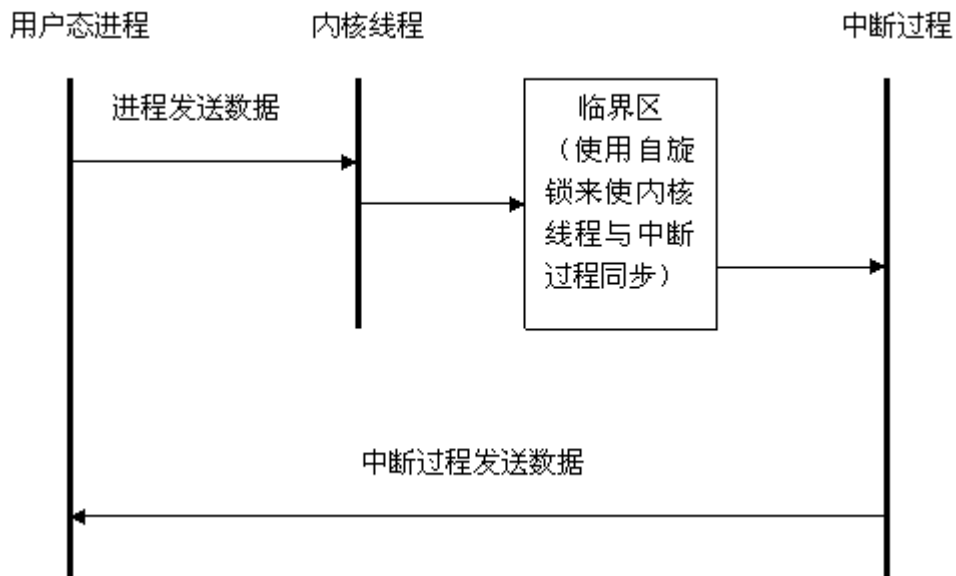 用户态进程
内核线程
中断过程
进程发送数据
临界区
（使用自旋
锁来使内核
线程与中断
过程同步）
中断过程发送数据